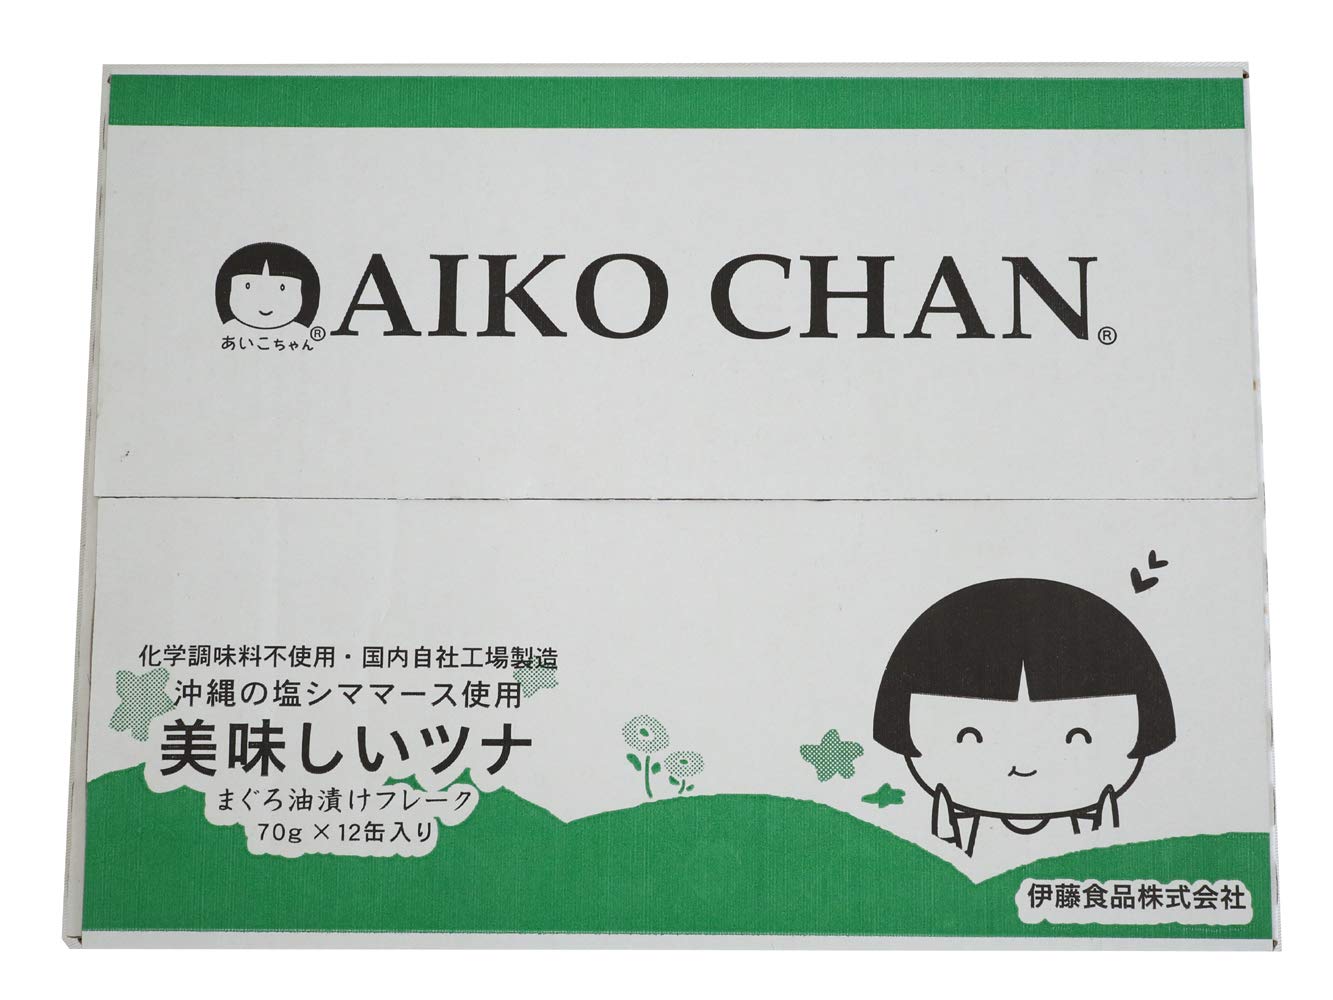 AIKO CHAN®
あいこちゃん®
化学調味料不使用・国内自社工場製造
沖縄の塩シママース使用
美味しいツナ
まぐろ油漬けフレーク
70g×12缶入り
伊藤食品株式会社